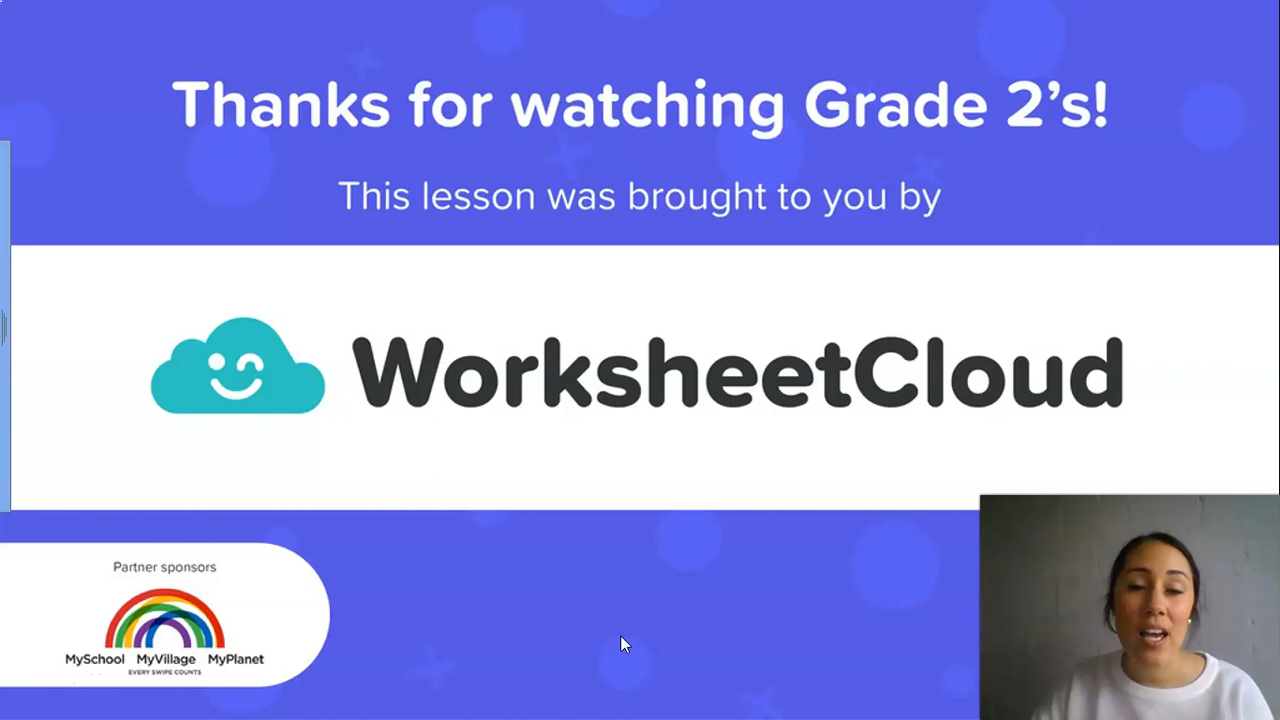 Thanks for watching Grade 2’s!
This lesson was brought to you by
WorksheetCloud
Partner sponsors
MySchool MyVillage MyPlanet
EVERY SWIPE COUNTS